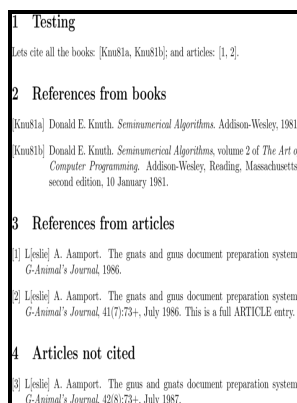 1 Testing
Lets cite all the books: [Knu81a, Knu81b]; and articles: [1, 2].
2 References from books
[Knu81a] Donald E. Knuth. Seminumerical Algorithms. Addison-Wesley, 1981
[Knu81b] Donald E. Knuth. Seminumerical Algorithms, volume 2 of The Art o
Computer Programming. Addison-Wesley, Reading, Massachusetts
second edition, 10 January 1981.
3 References from articles
[1] L[eslie] A. Aamport. The gnats and gnus document preparation system
G-Animal's Journal, 1986.
[2] L[eslie] A. Aamport. The gnats and gnus document preparation system
G-Animal's Journal, 41(7):73+, July 1986. This is a full ARTICLE entry.
4 Articles not cited
[3] L[eslie] A. Aamport. The gnus and gnats document preparation system
G-Animal's Journal, 42(8):73+, July 1987.